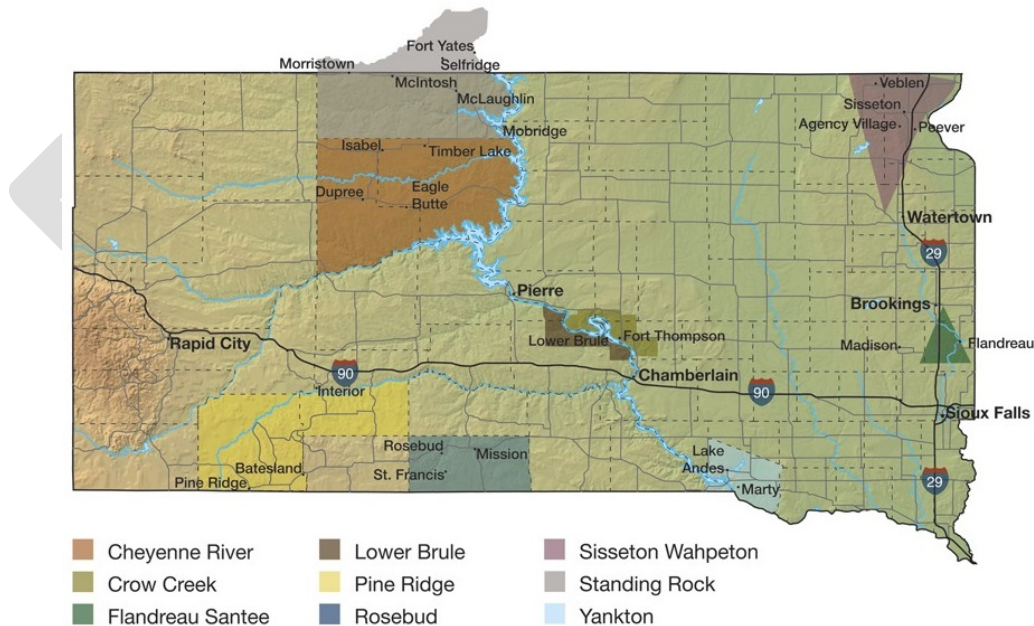 Fort Yates
Selfridge
Morristown
McIntosh
McLaughlin
Veblen
Sisseton
Agency Village
Peever
Mobridge
Isabel
Timber Lake
Dupree
Eagle
Butte
Watertown
29
Pierre
Brookings
Lower Brule
Fort Thompson
Madison
Flandreau
Rapid City
90
Chamberlain
Interior
90
Sioux Falls
Rosebud
Mission
Lake
Andes
Batesland
St. Francis
Pine Ridge
Marty
29
Cheyenne River
Lower Brule
Sisseton Wahpeton
Crow Creek
Pine Ridge
Standing Rock
Flandreau Santee
Rosebud
Yankton